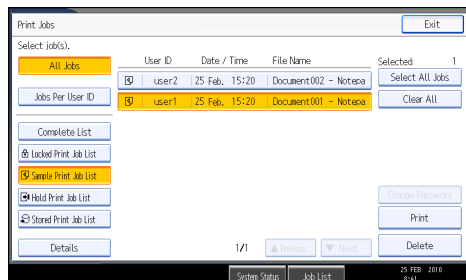 Print Jobs
Exit
Select job(s).
All Jobs
User ID Date / Time File Name
Selected: 1
user2 25 Feb. 15:20 Document002 - Notepa
Select All Jobs
Jobs Per User ID
user1 25 Feb. 15:20 Document001 - Notepa
Clear All
Complete List
Locked Print Job List
Sample Print Job List
Hold Print Job List
Change Password
Stored Print Job List
Print
Details
1/1
▲ Previous
▼ Next
Delete
System Status
Job List
25 FEB 2010
8:41